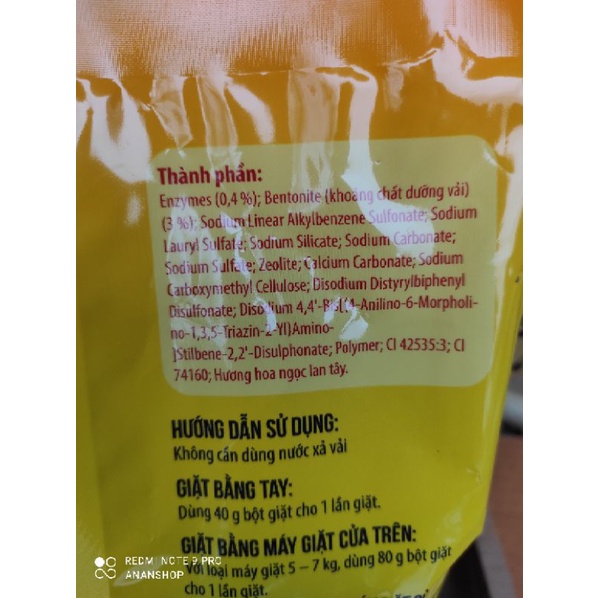 Thành phần:
Enzymes (0,4 %); Bentonite (khoáng chất dưỡng vải)
(3 %); Sodium Linear Alkylbenzene Sulfonate; Sodium
Lauryl Sulfate; Sodium Silicate; Sodium Carbonate;
Sodium Sulfate; Zeolite; Calcium Carbonate; Sodium
Carboxymethyl Cellulose; Disodium Distyrylbiphenyl
Disulfonate; Disodium 4,4'-Bis[(4-Anilino-6-Morpholi-
no-1,3,5-Triazin-2-Yl)Amino-
]Stilbene-2,2'-Disulphonate; Polymer; CI 42535:3; CI
74160; Hương hoa ngọc lan tây.
HƯỚNG DẪN SỬ DỤNG:
Không cần dùng nước xả vải
GIẶT BẰNG TAY:
Dùng 40 g bột giặt cho 1 lần giặt.
GIẶT BẰNG MÁY GIẶT CỬA TRÊN:
Với loại máy giặt 5 – 7 kg, dùng 80 g bột giặt
cho 1 lần giặt.
REDMI NOTE 9 PRO
ANANSHOP